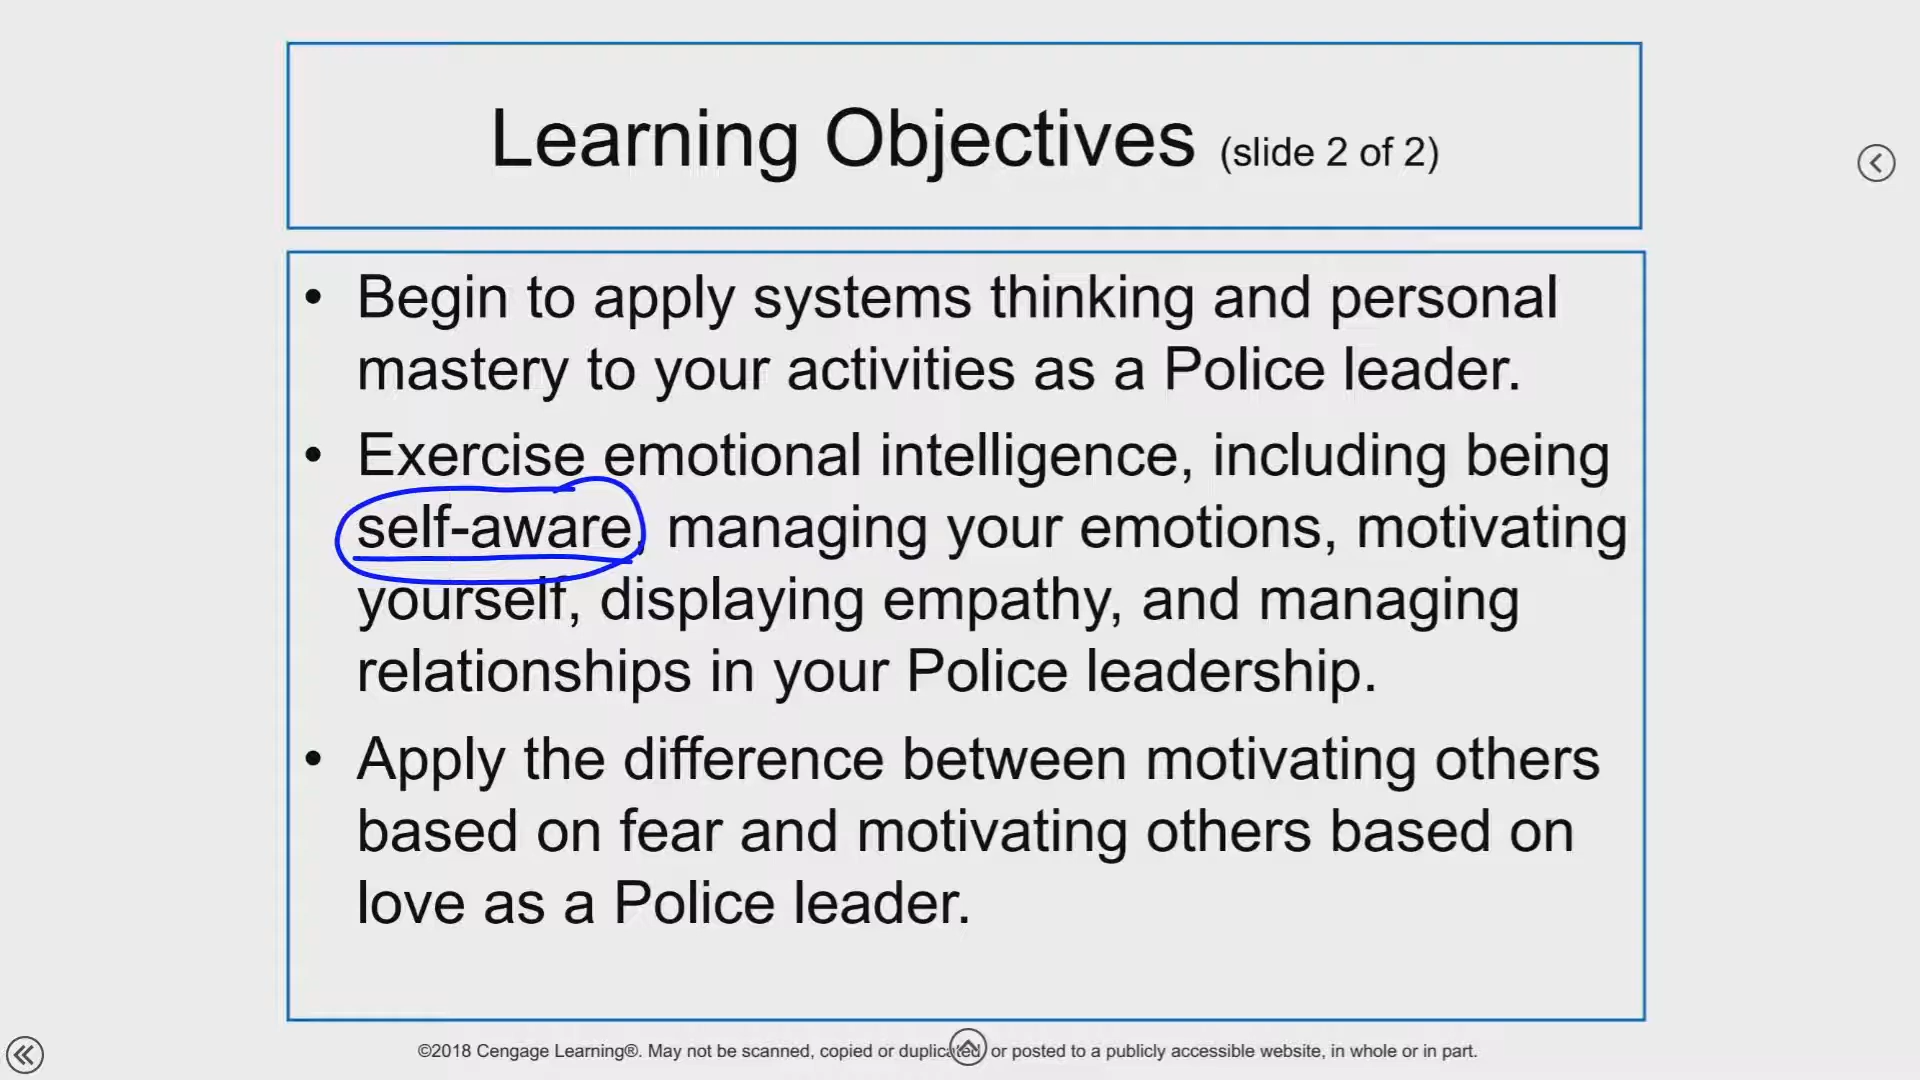 Learning Objectives (slide 2 of 2)
• Begin to apply systems thinking and personal
mastery to your activities as a Police leader.
• Exercise emotional intelligence, including being
self-aware, managing your emotions, motivating
yourself, displaying empathy, and managing
relationships in your Police leadership.
• Apply the difference between motivating others
based on fear and motivating others based on
love as a Police leader.
©2018 Cengage Learning®. May not be scanned, copied or duplicated, or posted to a publicly accessible website, in whole or in part.